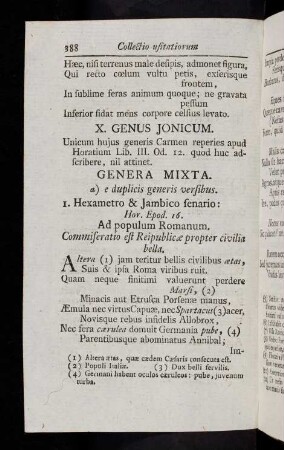 388 Collectio usitatiorum
Hæc, nisi terrenus male desipis, admonet figura,
Qui recto cœlum vultu petis, exserisque
frontem,
In sublime feras animum quoque; ne gravata
pessum
Inferior sidat mens corpore celsius levato.
X. GENUS JONICUM.
Unicum hujus generis Carmen reperies apud
Horatium Lib. III. Od. 12. quod huc ad-
scribere, nil attinet.
GENERA MIXTA.
a) e duplicis generis versibus.
1. Hexametro & Jambico senario:
Hor. Epod. 16.
Ad populum Romanum.
Commiseratio est Reipublicæ propter civilia
bella.
Altera (1) jam teritur bellis civilibus ætas,
Suis & ipsa Roma viribus ruit.
Quam neque finitimi valuerunt perdere
Marsi, (2)
Minacis aut Etrusca Porsenæ manus,
Æmula nec virtus Capuæ, nec Spartacus (3) acer,
Novisque rebus infidelis Allobrox,
Nec fera cærulea domuit Germania pube, (4)
Parentibusque abominatus Annibal;
Im-
(1) Altera ætas, quæ cædem Cæsaris consecuta est.
(2) Populi Italiæ. (3) Dux belli servilis.
(4) Germani habent oculos cæruleos: pube, juvenum
turba.